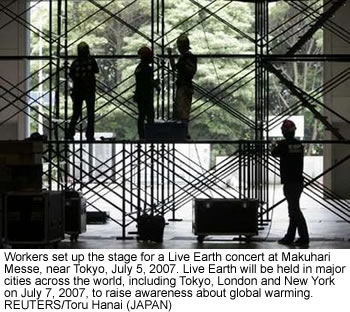 Workers set up the stage for a Live Earth concert at Makuhari
Messe, near Tokyo, July 5, 2007. Live Earth will be held in major
cities across the world, including Tokyo, London and New York
on July 7, 2007, to raise awareness about global warming.
REUTERS/Toru Hanai (JAPAN)